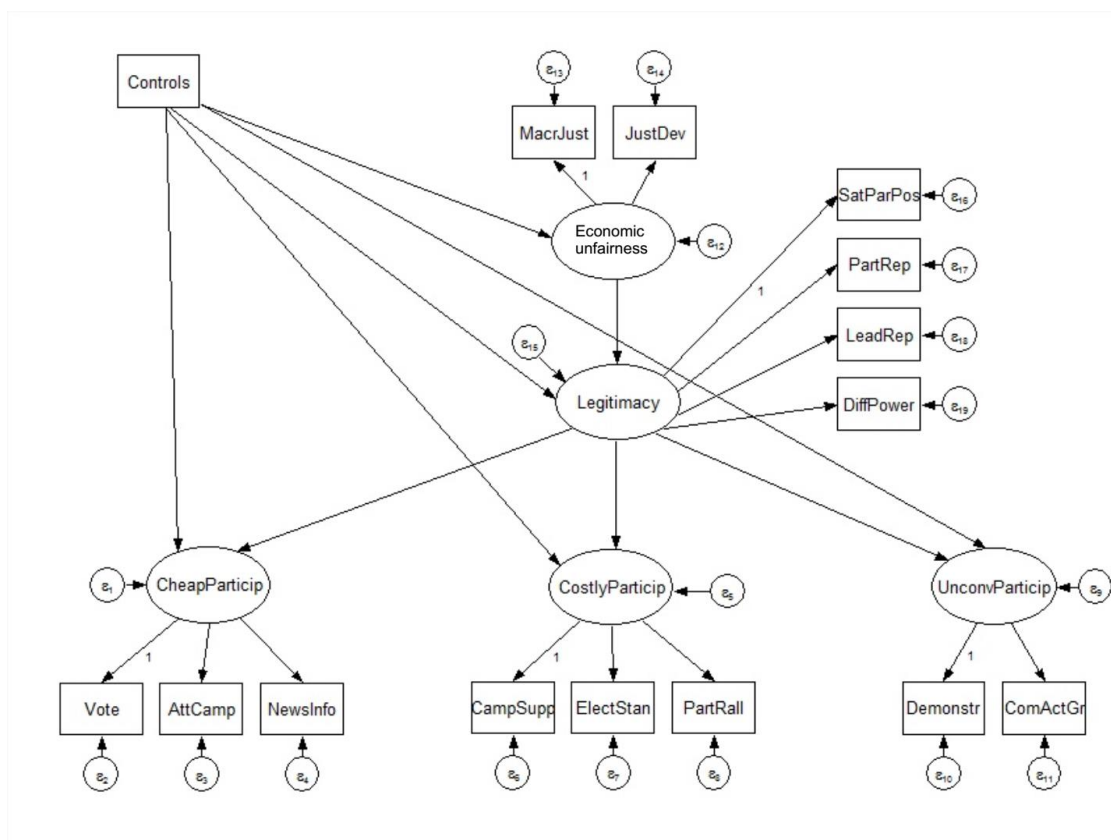 Controls
ε13
ε14
MacrJust
JustDev
1
SatParPos
ε16
Economic
unfairness
ε12
PartRep
ε17
1
LeadRep
ε18
ε15
Legitimacy
DiffPower
ε19
ε1
CheapParticip
CostlyParticip
ε5
UnconvParticip
ε9
1
1
1
Vote
AttCamp
NewsInfo
CampSupp
ElectStan
PartRall
Demonstr
ComActGr
ε2
ε3
ε4
ε6
ε7
ε8
ε10
ε11